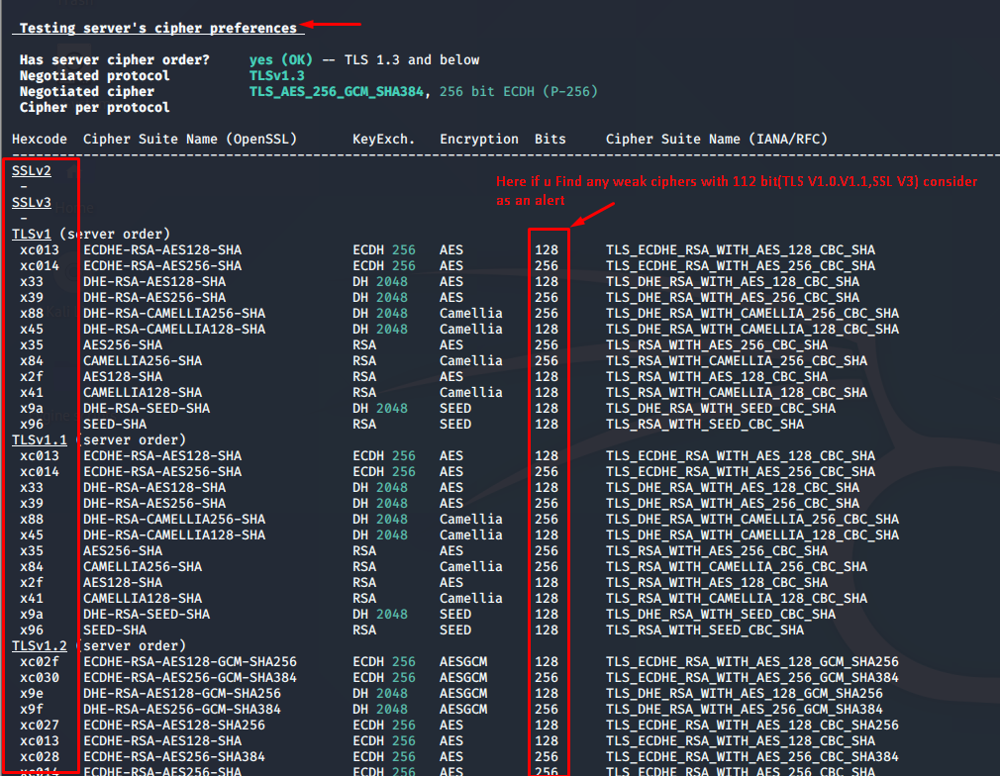 Testing server's cipher preferences
Has server cipher order?     yes (OK) -- TLS 1.3 and below
Negotiated protocol          TLSv1.3
Negotiated cipher            TLS_AES_256_GCM_SHA384, 256 bit ECDH (P-256)
Cipher per protocol
Hexcode  Cipher Suite Name (OpenSSL)       KeyExch.   Encryption  Bits     Cipher Suite Name (IANA/RFC)
-----------------------------------------------------------------------------------------------------------------------------
SSLv2
Here if u Find any weak ciphers with 112 bit(TLS V1.0.V1.1,SSL V3) consider
as an alert
-
SSLv3
-
TLSv1 (server order)
xc013   ECDHE-RSA-AES128-SHA              ECDH 256   AES         128      TLS_ECDHE_RSA_WITH_AES_128_CBC_SHA
xc014   ECDHE-RSA-AES256-SHA              ECDH 256   AES         256      TLS_ECDHE_RSA_WITH_AES_256_CBC_SHA
x33     DHE-RSA-AES128-SHA                DH 2048    AES         128      TLS_DHE_RSA_WITH_AES_128_CBC_SHA
x39     DHE-RSA-AES256-SHA                DH 2048    AES         256      TLS_DHE_RSA_WITH_AES_256_CBC_SHA
x88     DHE-RSA-CAMELLIA256-SHA           DH 2048    Camellia    256      TLS_DHE_RSA_WITH_CAMELLIA_256_CBC_SHA
x45     DHE-RSA-CAMELLIA128-SHA           DH 2048    Camellia    128      TLS_DHE_RSA_WITH_CAMELLIA_128_CBC_SHA
x35     AES256-SHA                        RSA        AES         256      TLS_RSA_WITH_AES_256_CBC_SHA
x84     CAMELLIA256-SHA                   RSA        Camellia    256      TLS_RSA_WITH_CAMELLIA_256_CBC_SHA
x2f     AES128-SHA                        RSA        AES         128      TLS_RSA_WITH_AES_128_CBC_SHA
x41     CAMELLIA128-SHA                   RSA        Camellia    128      TLS_RSA_WITH_CAMELLIA_128_CBC_SHA
x9a     DHE-RSA-SEED-SHA                  DH 2048    SEED        128      TLS_DHE_RSA_WITH_SEED_CBC_SHA
x96     SEED-SHA                          RSA        SEED        128      TLS_RSA_WITH_SEED_CBC_SHA
TLSv1.1 (server order)
xc013   ECDHE-RSA-AES128-SHA              ECDH 256   AES         128      TLS_ECDHE_RSA_WITH_AES_128_CBC_SHA
xc014   ECDHE-RSA-AES256-SHA              ECDH 256   AES         256      TLS_ECDHE_RSA_WITH_AES_256_CBC_SHA
x33     DHE-RSA-AES128-SHA                DH 2048    AES         128      TLS_DHE_RSA_WITH_AES_128_CBC_SHA
x39     DHE-RSA-AES256-SHA                DH 2048    AES         256      TLS_DHE_RSA_WITH_AES_256_CBC_SHA
x88     DHE-RSA-CAMELLIA256-SHA           DH 2048    Camellia    256      TLS_DHE_RSA_WITH_CAMELLIA_256_CBC_SHA
x45     DHE-RSA-CAMELLIA128-SHA           DH 2048    Camellia    128      TLS_DHE_RSA_WITH_CAMELLIA_128_CBC_SHA
x35     AES256-SHA                        RSA        AES         256      TLS_RSA_WITH_AES_256_CBC_SHA
x84     CAMELLIA256-SHA                   RSA        Camellia    256      TLS_RSA_WITH_CAMELLIA_256_CBC_SHA
x2f     AES128-SHA                        RSA        AES         128      TLS_RSA_WITH_AES_128_CBC_SHA
x41     CAMELLIA128-SHA                   RSA        Camellia    128      TLS_RSA_WITH_CAMELLIA_128_CBC_SHA
x9a     DHE-RSA-SEED-SHA                  DH 2048    SEED        128      TLS_DHE_RSA_WITH_SEED_CBC_SHA
x96     SEED-SHA                          RSA        SEED        128      TLS_RSA_WITH_SEED_CBC_SHA
TLSv1.2 (server order)
xc02f   ECDHE-RSA-AES128-GCM-SHA256       ECDH 256   AESGCM      128      TLS_ECDHE_RSA_WITH_AES_128_GCM_SHA256
xc030   ECDHE-RSA-AES256-GCM-SHA384       ECDH 256   AESGCM      256      TLS_ECDHE_RSA_WITH_AES_256_GCM_SHA384
x9e     DHE-RSA-AES128-GCM-SHA256         DH 2048    AESGCM      128      TLS_DHE_RSA_WITH_AES_128_GCM_SHA256
x9f     DHE-RSA-AES256-GCM-SHA384         DH 2048    AESGCM      256      TLS_DHE_RSA_WITH_AES_256_GCM_SHA384
xc027   ECDHE-RSA-AES128-SHA256           ECDH 256   AES         128      TLS_ECDHE_RSA_WITH_AES_128_CBC_SHA256
xc013   ECDHE-RSA-AES128-SHA              ECDH 256   AES         128      TLS_ECDHE_RSA_WITH_AES_128_CBC_SHA
xc028   ECDHE-RSA-AES256-SHA384           ECDH 256   AES         256      TLS_ECDHE_RSA_WITH_AES_256_CBC_SHA384
xc014   ECDHE-RSA-AES256-SHA              ECDH 256   AES         256      TLS_ECDHE_RSA_WITH_AES_256_CBC_SHA